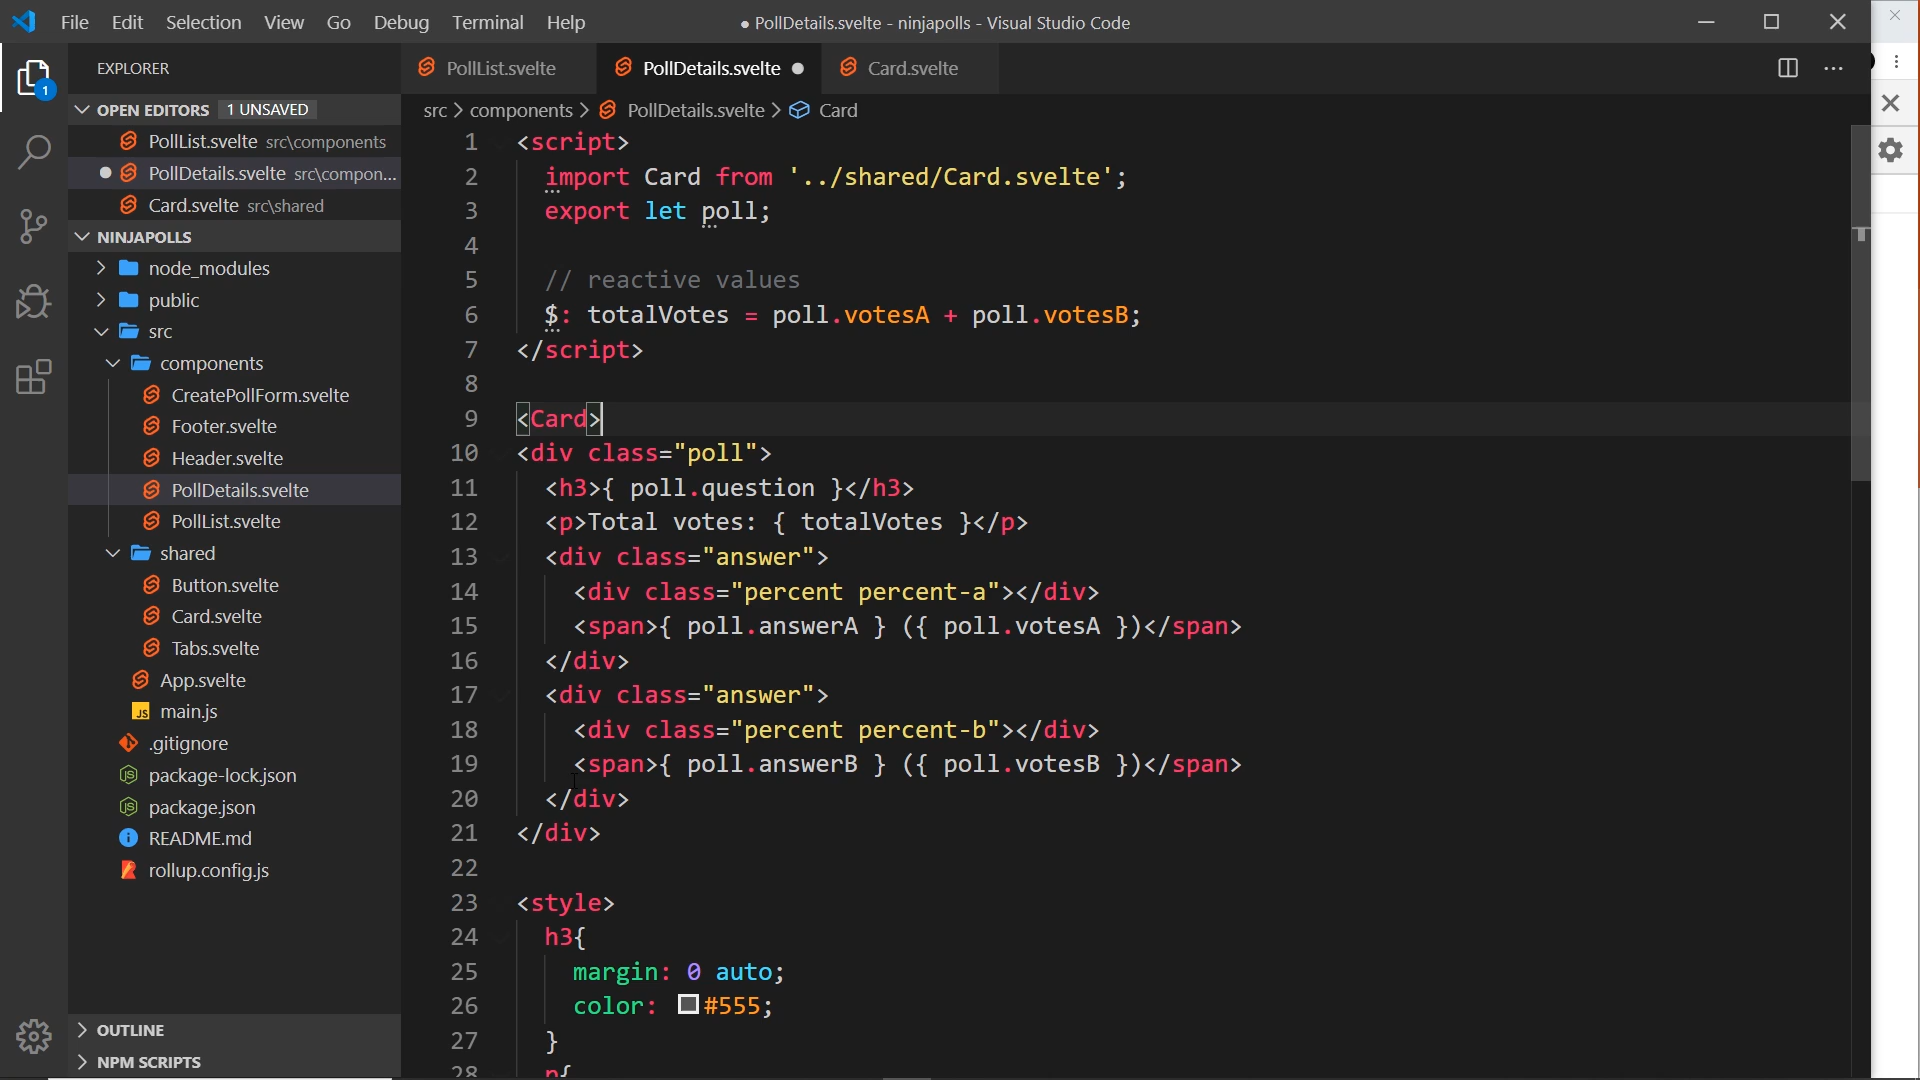 File Edit Selection View Go Debug Terminal Help
● PollDetails.svelte - ninjapolls - Visual Studio Code
EXPLORER
OPEN EDITORS 1 UNSAVED
PollList.svelte src\components
PollDetails.svelte src\compon...
Card.svelte src\shared
NINJAPOLLS
node_modules
public
src
components
CreatePollForm.svelte
Footer.svelte
Header.svelte
PollDetails.svelte
PollList.svelte
shared
Button.svelte
Card.svelte
Tabs.svelte
App.svelte
JS main.js
.gitignore
package-lock.json
package.json
README.md
rollup.config.js
OUTLINE
NPM SCRIPTS
1
PollList.svelte PollDetails.svelte Card.svelte
src > components > PollDetails.svelte > Card
1 <script>
2 import Card from '../shared/Card.svelte';
3 export let poll;
4
5 // reactive values
6 $: totalVotes = poll.votesA + poll.votesB;
7 </script>
8
9 <Card>
10 <div class="poll">
11 <h3>{ poll.question }</h3>
12 <p>Total votes: { totalVotes }</p>
13 <div class="answer">
14 <div class="percent percent-a"></div>
15 <span>{ poll.answerA } ({ poll.votesA })</span>
16 </div>
17 <div class="answer">
18 <div class="percent percent-b"></div>
19 <span>{ poll.answerB } ({ poll.votesB })</span>
20 </div>
21 </div>
22
23 <style>
24 h3{
25 margin: 0 auto;
26 color: #555;
27 }
28 p{